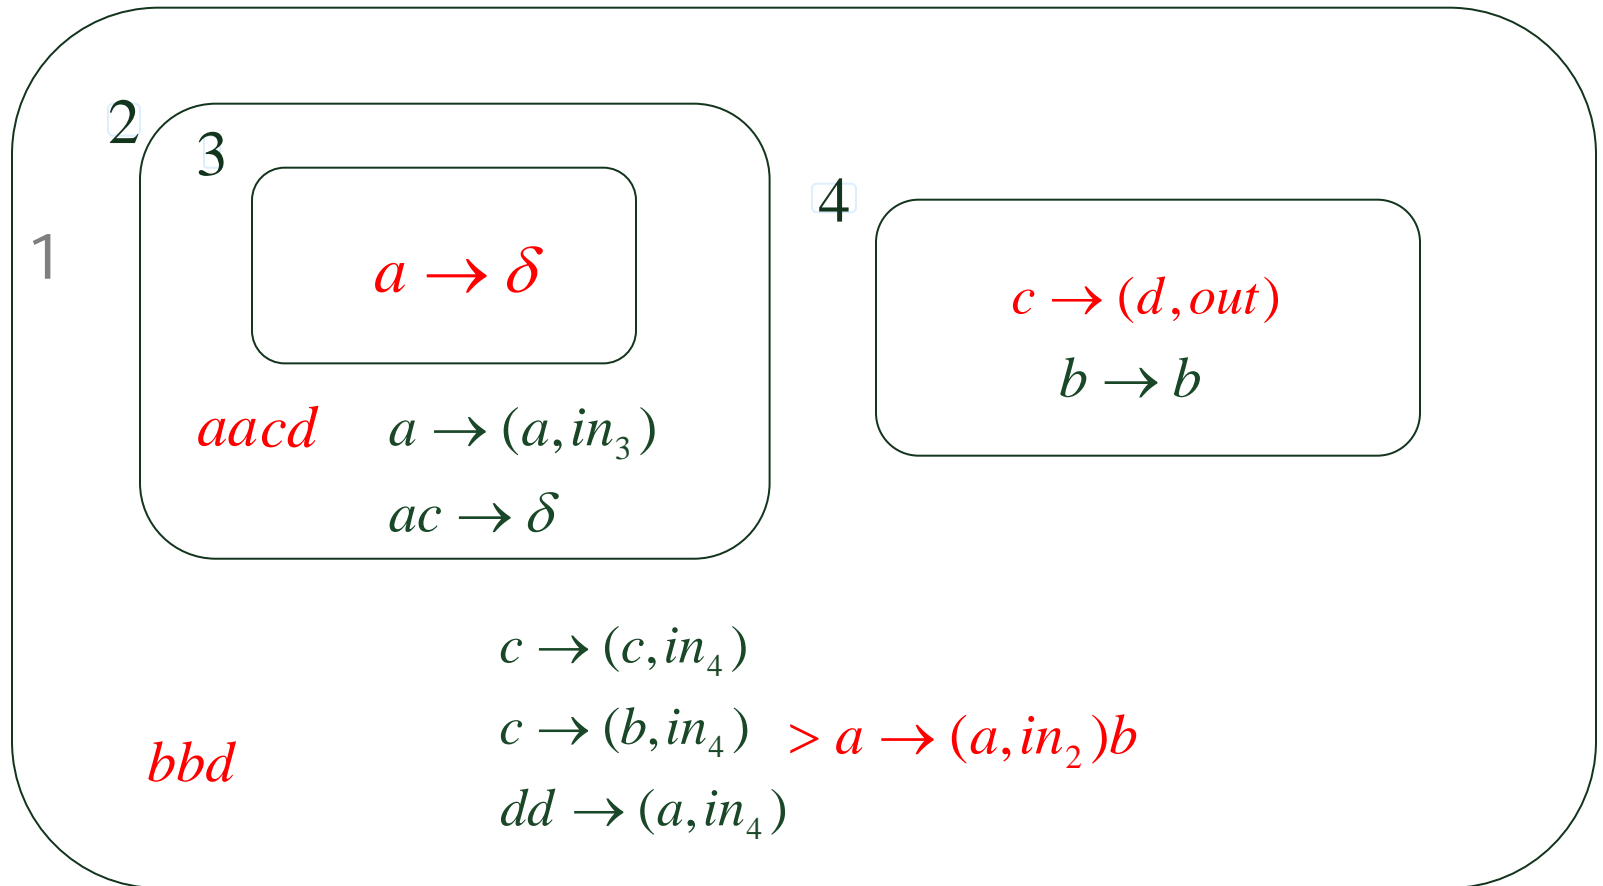 2
3
4
1
a → δ
c → (d,out)
b → b
aacd a → (a,in₃)
ac → δ
c → (c,in₄)
c → (b,in₄) > a → (a,in₂)b
bbd
dd → (a,in₄)